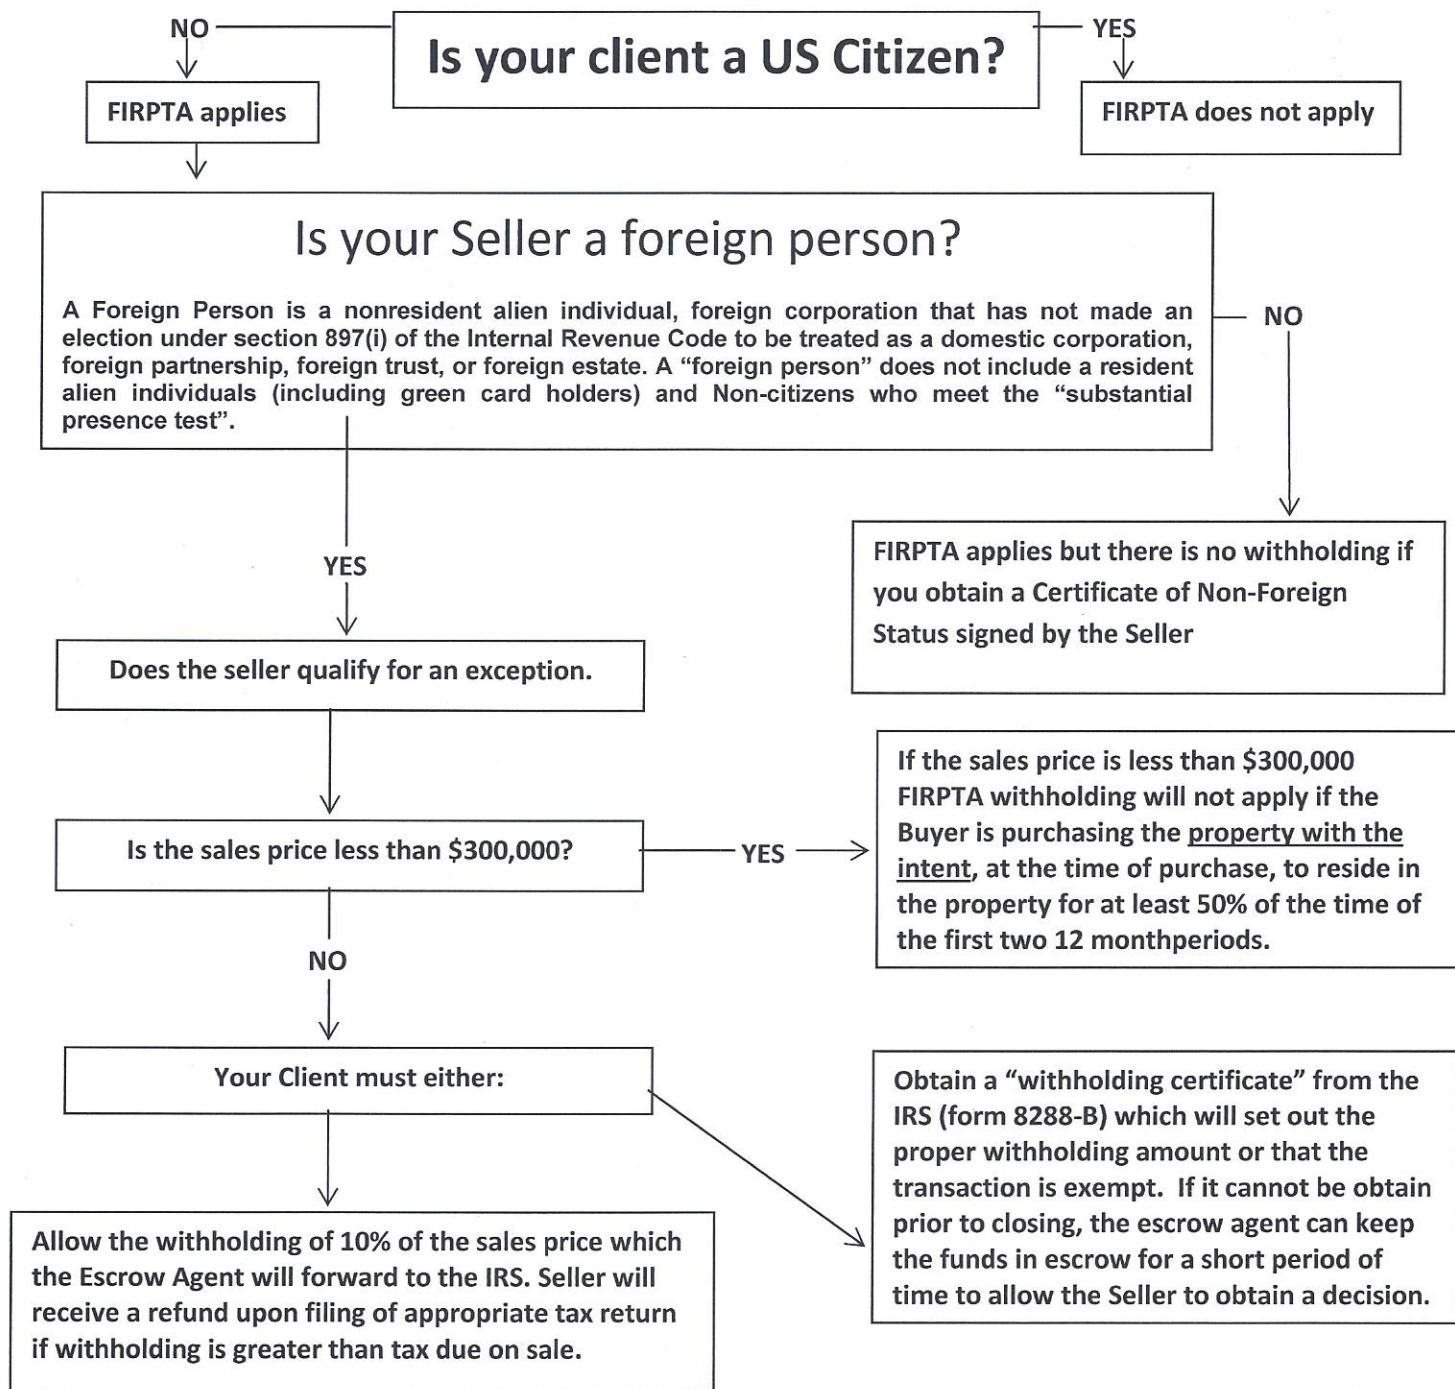 NO
Is your client a US Citizen?
YES
FIRPTA applies
FIRPTA does not apply
Is your Seller a foreign person?
A Foreign Person is a nonresident alien individual, foreign corporation that has not made an
election under section 897(i) of the Internal Revenue Code to be treated as a domestic corporation,
foreign partnership, foreign trust, or foreign estate. A “foreign person” does not include a resident
alien individuals (including green card holders) and Non-citizens who meet the “substantial
presence test”.
NO
YES
FIRPTA applies but there is no withholding if
you obtain a Certificate of Non-Foreign
Status signed by the Seller
Does the seller qualify for an exception.
Is the sales price less than $300,000?
YES
If the sales price is less than $300,000
FIRPTA withholding will not apply if the
Buyer is purchasing the property with the
intent, at the time of purchase, to reside in
the property for at least 50% of the time of
the first two 12 monthperiods.
NO
Your Client must either:
Obtain a “withholding certificate” from the
IRS (form 8288-B) which will set out the
proper withholding amount or that the
transaction is exempt.  If it cannot be obtain
prior to closing, the escrow agent can keep
the funds in escrow for a short period of
time to allow the Seller to obtain a decision.
Allow the withholding of 10% of the sales price which
the Escrow Agent will forward to the IRS. Seller will
receive a refund upon filing of appropriate tax return
if withholding is greater than tax due on sale.